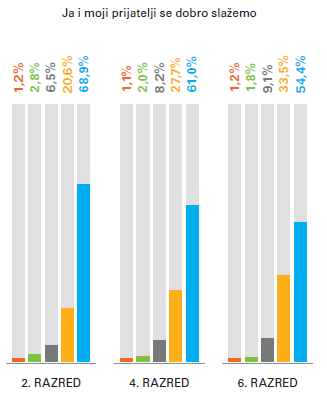 Ja i moji prijatelji se dobro slažemo
1,2% 2,8% 6,5% 20,6% 68,9%
1,1% 2,0% 8,2% 27,7% 61,0%
1,2% 1,8% 9,1% 33,5% 54,4%
2. RAZRED
4. RAZRED
6. RAZRED